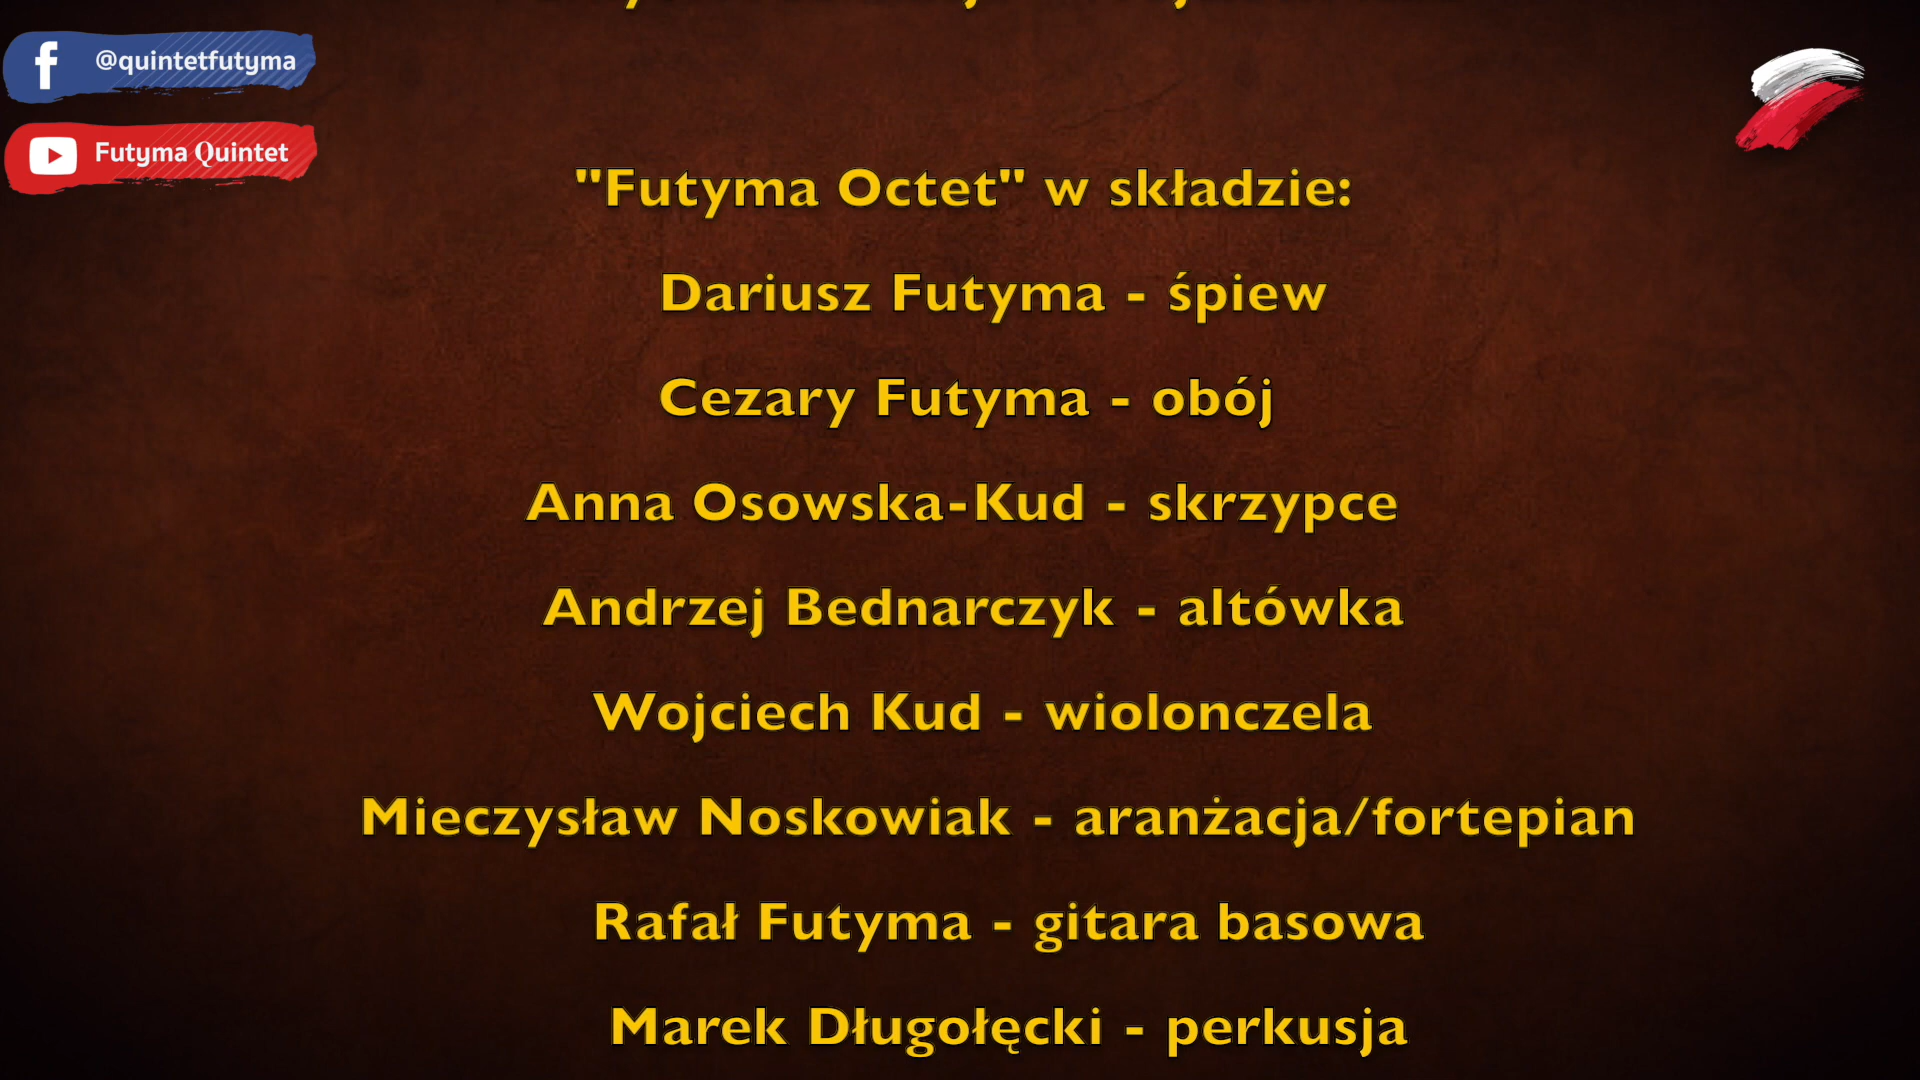 @quintetfutyma
Futyma Quintet
"Futyma Octet" w składzie:
Dariusz Futyma - śpiew
Cezary Futyma - obój
Anna Osowska-Kud - skrzypce
Andrzej Bednarczyk - altówka
Wojciech Kud - wiolonczela
Mieczysław Noskowiak - aranżacja/fortepian
Rafał Futyma - gitara basowa
Marek Długołęcki - perkusja